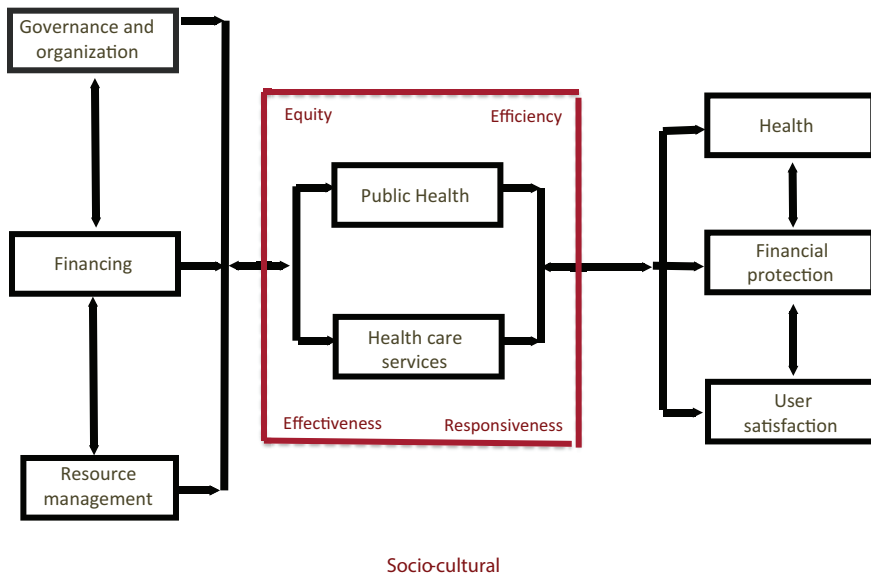 Governance and
organization
Financing
Resource
management
Equity
Efficiency
Public Health
Health care
services
Effectiveness
Responsiveness
Health
Financial
protection
User
satisfaction
Socio-cultural